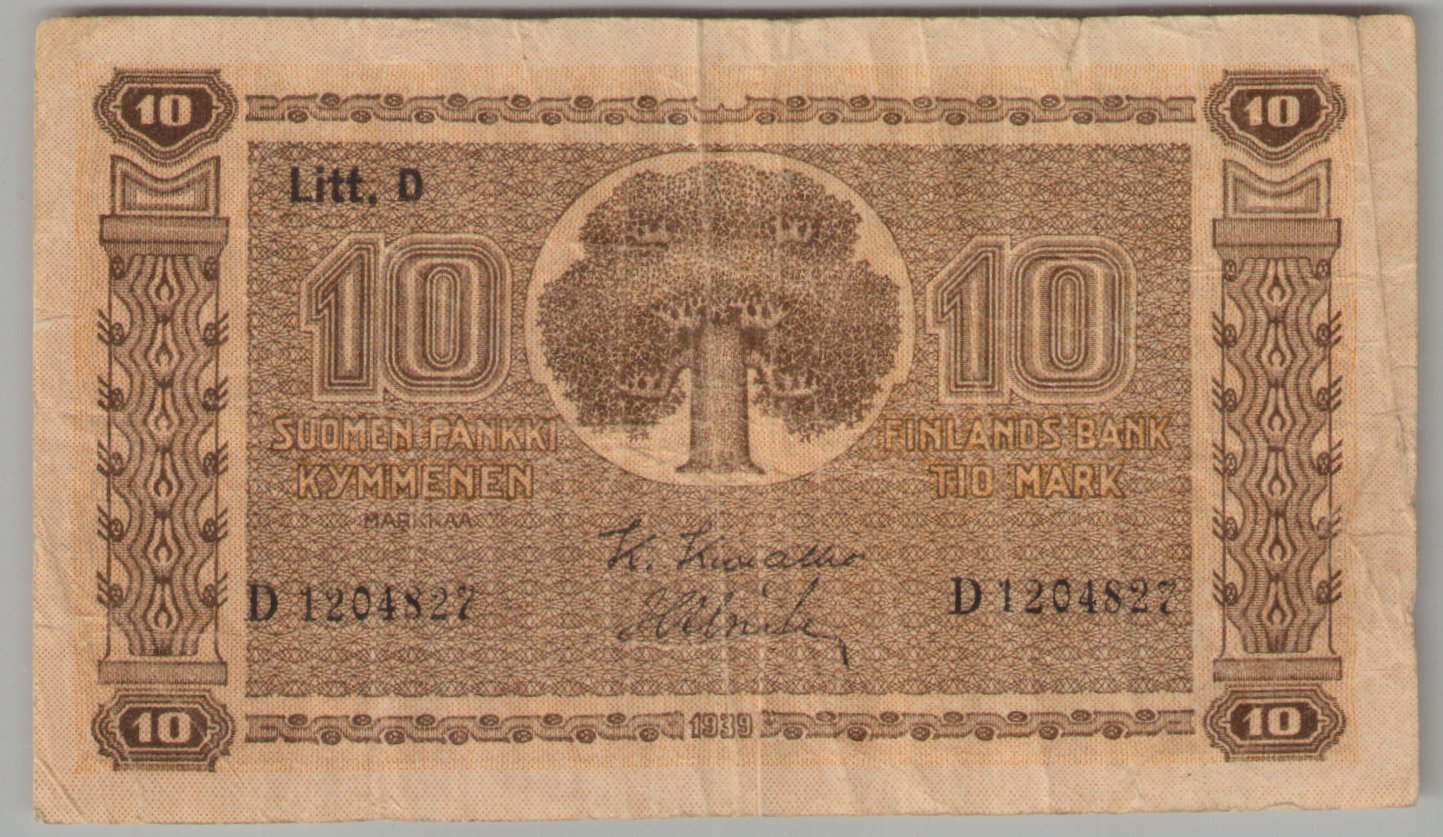 10 10
Litt. D
10 10
SUOMEN PANKKI FINLANDS BANK
KYMMENEN TIO MARK
MARKKAA
D 1204827 D 1204827
10 1939 10